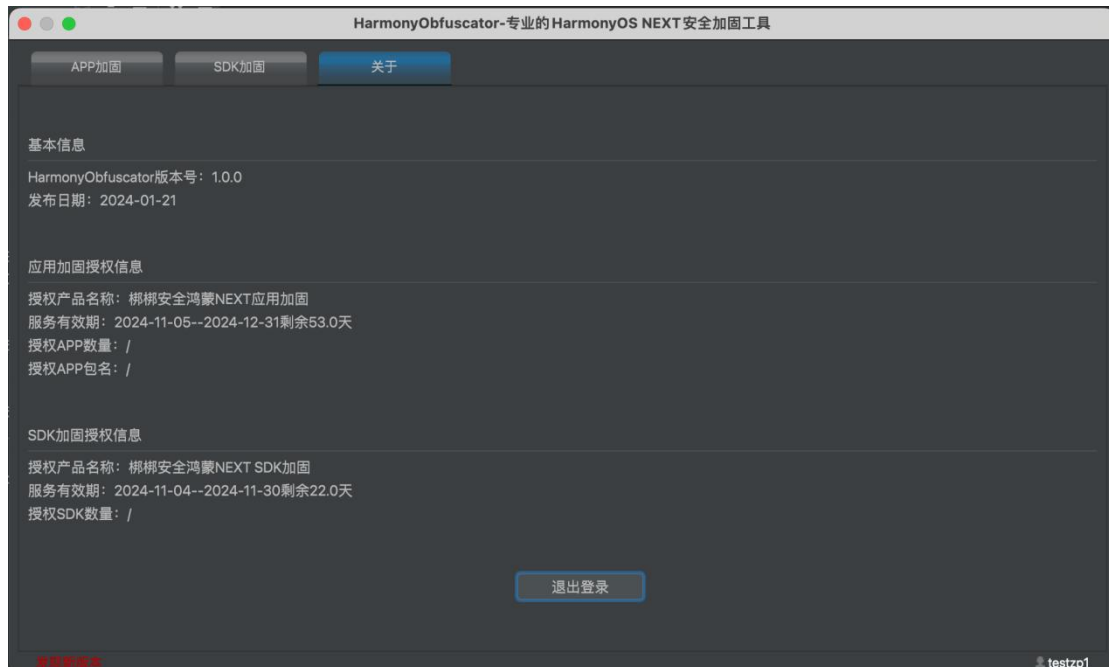 HarmonyObfuscator-专业的HarmonyOS NEXT安全加固工具
APP加固 SDK加固 关于
基本信息
HarmonyObfuscator版本号：1.0.0
发布日期：2024-01-21
应用加固授权信息
授权产品名称：梆梆安全鸿蒙NEXT应用加固
服务有效期：2024-11-05--2024-12-31剩余53.0天
授权APP数量：/
授权APP包名：/
SDK加固授权信息
授权产品名称：梆梆安全鸿蒙NEXT SDK加固
服务有效期：2024-11-04--2024-11-30剩余22.0天
授权SDK数量：/
退出登录
testzp1